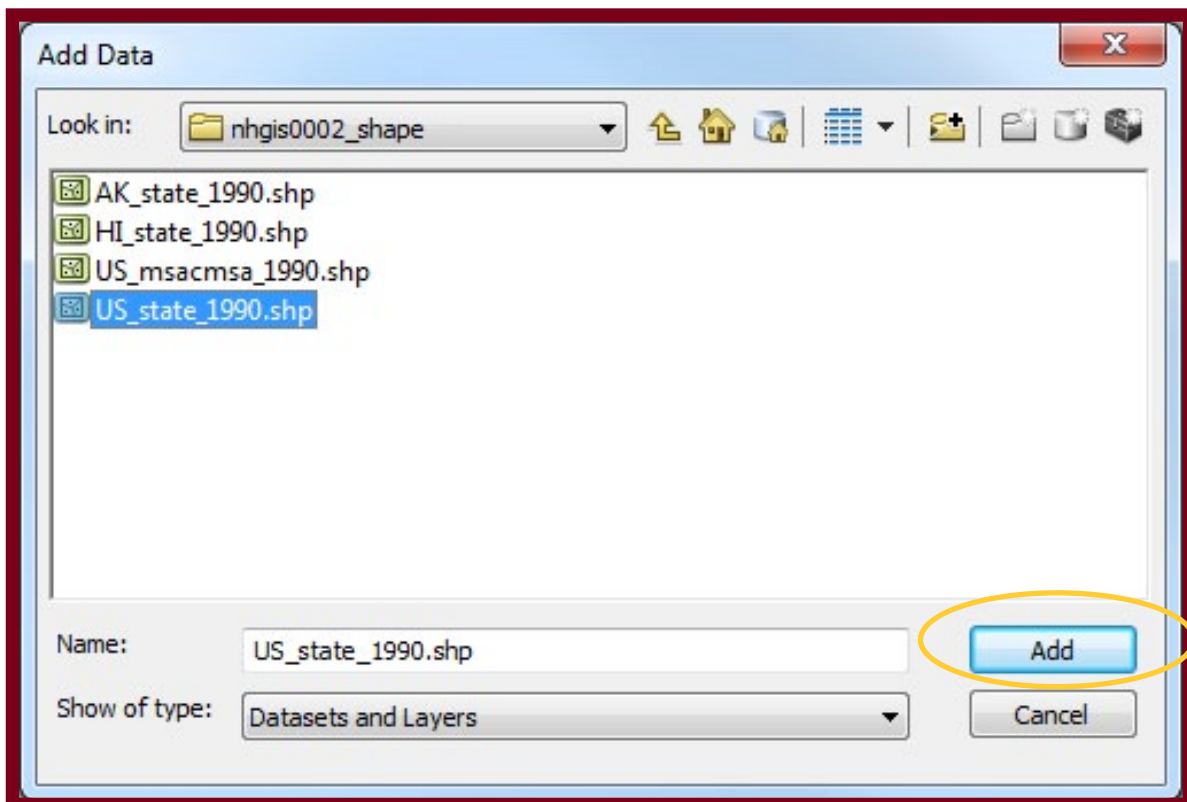 Add Data
Look in: nhgis0002_shape
AK_state_1990.shp
HI_state_1990.shp
US_msacmsa_1990.shp
US_state_1990.shp
Name: US_state_1990.shp Add
Show of type: Datasets and Layers Cancel